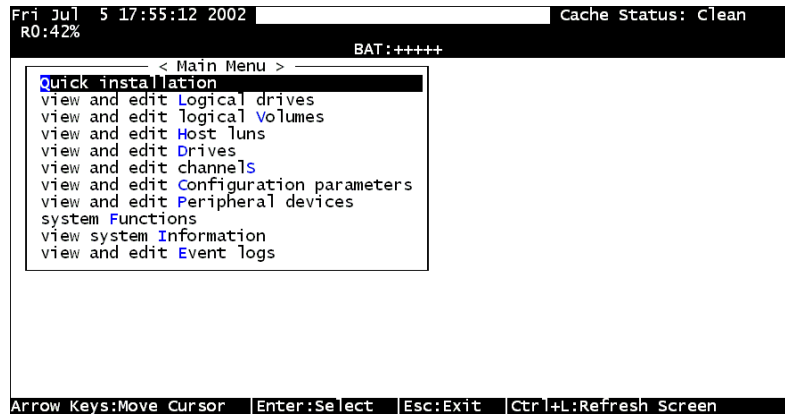 Fri Jul 5 17:55:12 2002 Cache Status: Clean
R0:42%
BAT:+++++
< Main Menu >
Quick installation
view and edit Logical drives
view and edit logical Volumes
view and edit Host luns
view and edit Drives
view and edit channelS
view and edit Configuration parameters
view and edit Peripheral devices
system Functions
view system Information
view and edit Event logs
Arrow Keys:Move Cursor |Enter:Select |Esc:Exit |Ctrl+L:Refresh Screen